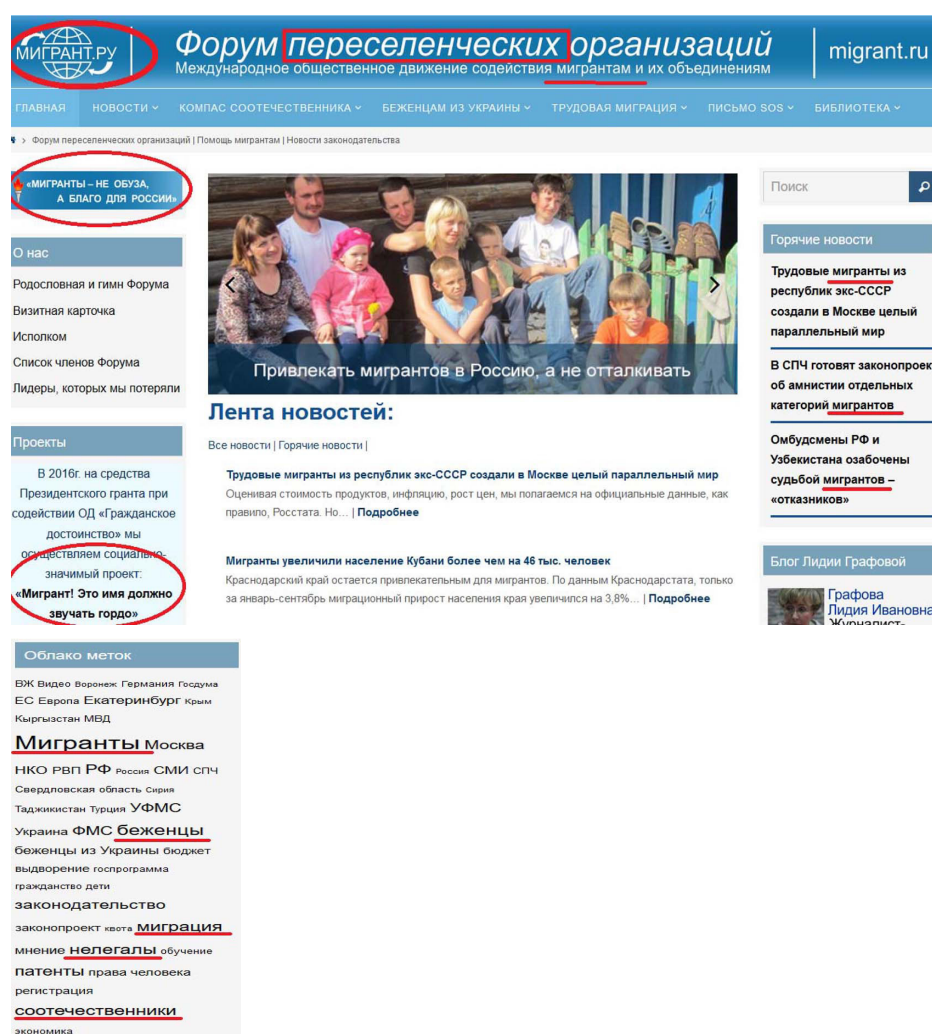 МИГРАНТ.РУ
Форум переселенческих организаций
Международное общественное движение содействия мигрантам и их объединениям
migrant.ru
ГЛАВНАЯ НОВОСТИ КОМПАС СООТЕЧЕСТВЕННИКА БЕЖЕНЦАМ ИЗ УКРАИНЫ ТРУДОВАЯ МИГРАЦИЯ ПИСЬМО SOS БИБЛИОТЕКА
> Форум переселенческих организаций | Помощь мигрантам | Новости законодательства
«МИГРАНТЫ – НЕ ОБУЗА,
А БЛАГО ДЛЯ РОССИИ»
О нас
Родословная и гимн Форума
Визитная карточка
Исполком
Список членов Форума
Лидеры, которых мы потеряли
Проекты
В 2016г. на средства
Президентского гранта при
содействии ОД «Гражданское
достоинство» мы
осуществляем социально-
значимый проект:
«Мигрант! Это имя должно
звучать гордо»
Привлекать мигрантов в Россию, а не отталкивать
Лента новостей:
Все новости | Горячие новости |
Трудовые мигранты из республик экс-СССР создали в Москве целый параллельный мир
Оценивая стоимость продуктов, инфляцию, рост цен, мы полагаемся на официальные данные, как
правило, Росстата. Но… | Подробнее
Мигранты увеличили население Кубани более чем на 46 тыс. человек
Краснодарский край остается привлекательным для мигрантов. По данным Краснодарстата, только
за январь-сентябрь миграционный прирост населения края увеличился на 3,8%… | Подробнее
Поиск
Горячие новости
Трудовые мигранты из
республик экс-СССР
создали в Москве целый
параллельный мир
В СПЧ готовят законопроек
об амнистии отдельных
категорий мигрантов
Омбудсмены РФ и
Узбекистана озабочены
судьбой мигрантов –
«отказников»
Блог Лидии Графовой
Графова
Лидия Ивановна
Журналист-
Облако меток
ВЖ Видео Воронеж Германия Госдума
ЕС Европа Екатеринбург Крым
Кыргызстан МВД
Мигранты Москва
НКО РВП РФ Россия СМИ СПЧ
Свердловская область Сирия
Таджикистан Турция УФМС
Украина ФМС беженцы
беженцы из Украины бюджет
выдворение госпрограмма
гражданство дети
законодательство
законопроект квота миграция
мнение нелегалы обучение
патенты права человека
регистрация
соотечественники
экономика